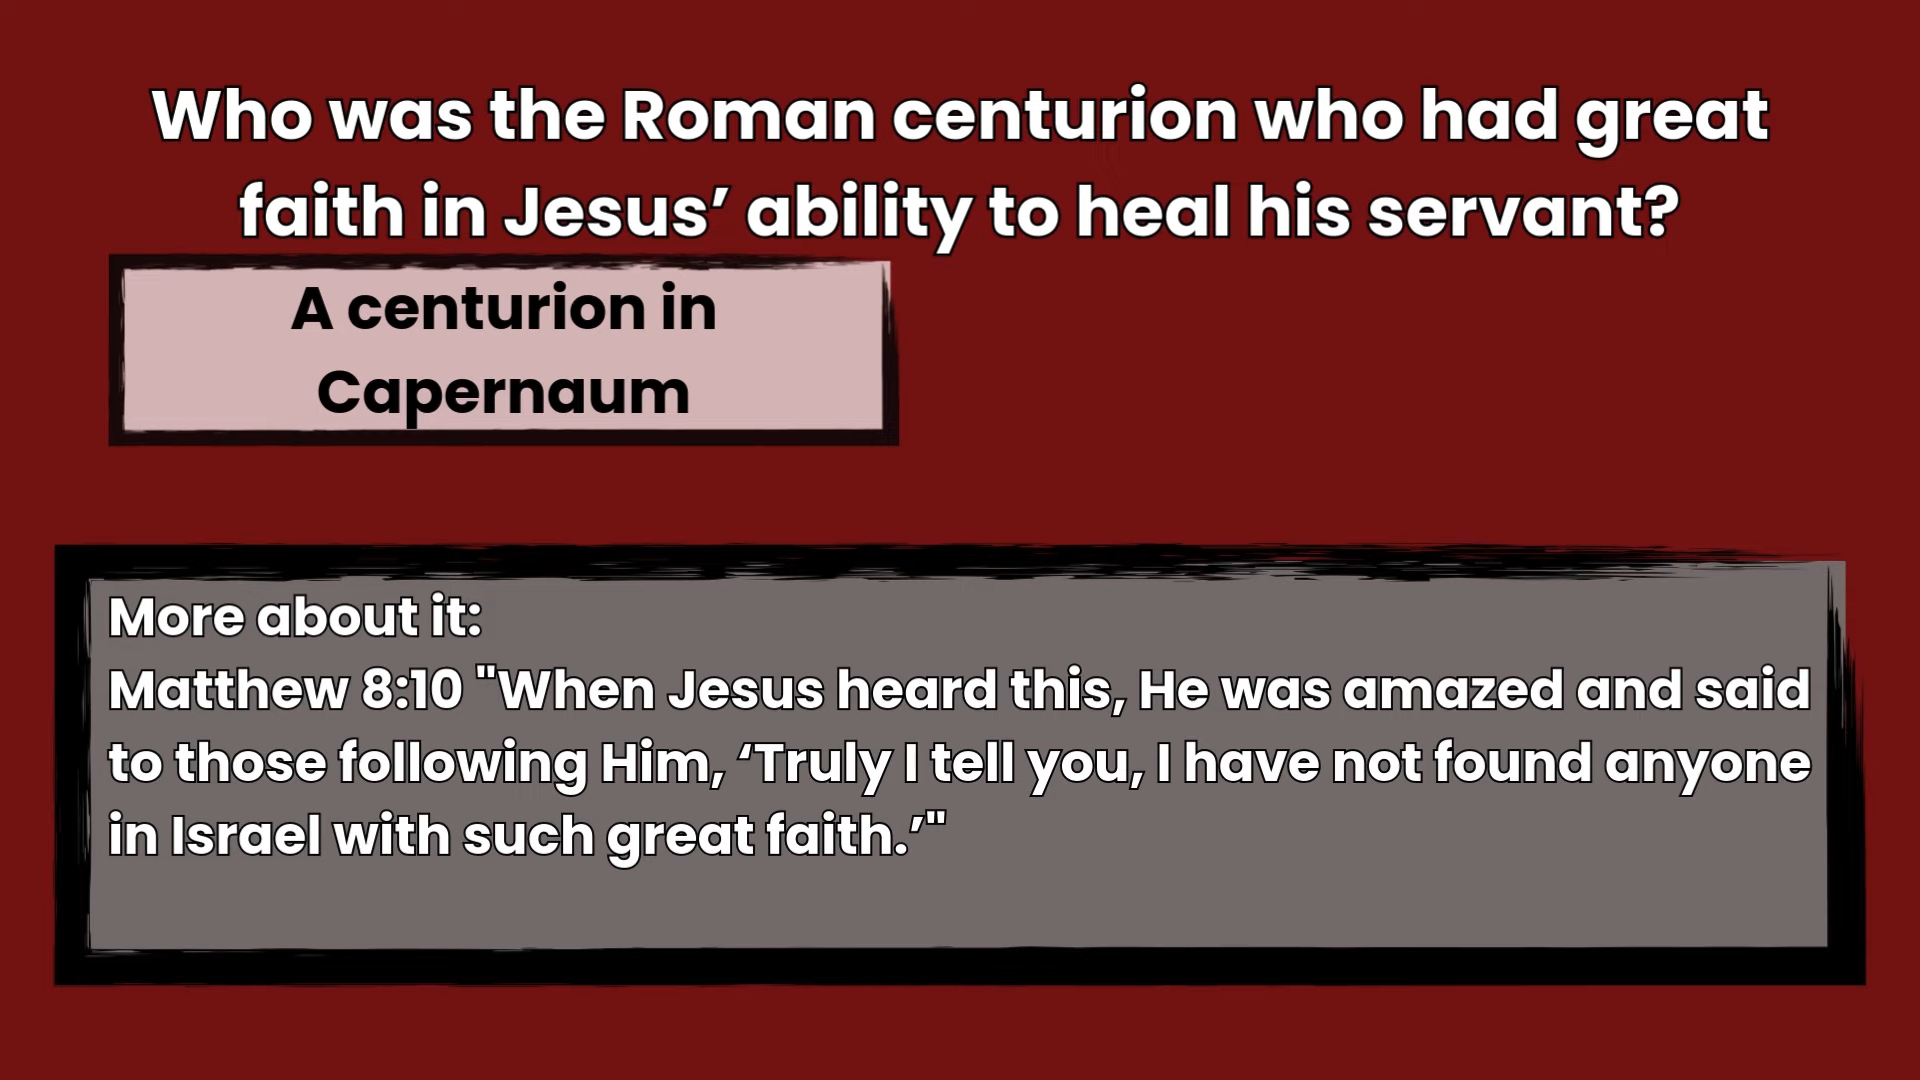 Who was the Roman centurion who had great
faith in Jesus’ ability to heal his servant?
A centurion in
Capernaum
More about it:
Matthew 8:10 "When Jesus heard this, He was amazed and said
to those following Him, ‘Truly I tell you, I have not found anyone
in Israel with such great faith.’"